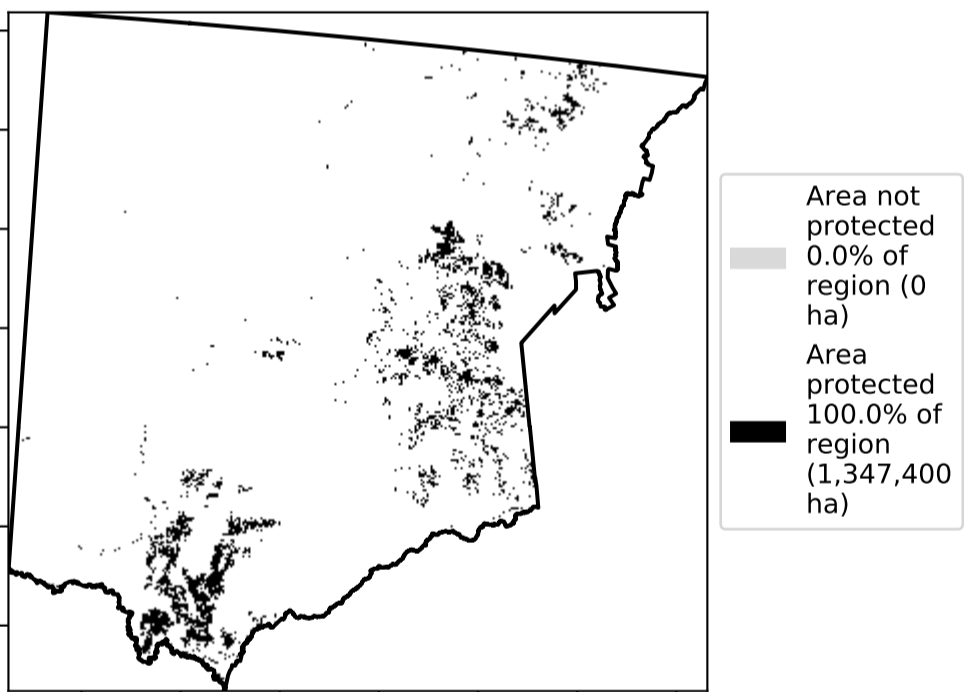 Area not
protected
0.0% of
region (0
ha)
Area
protected
100.0% of
region
(1,347,400
ha)